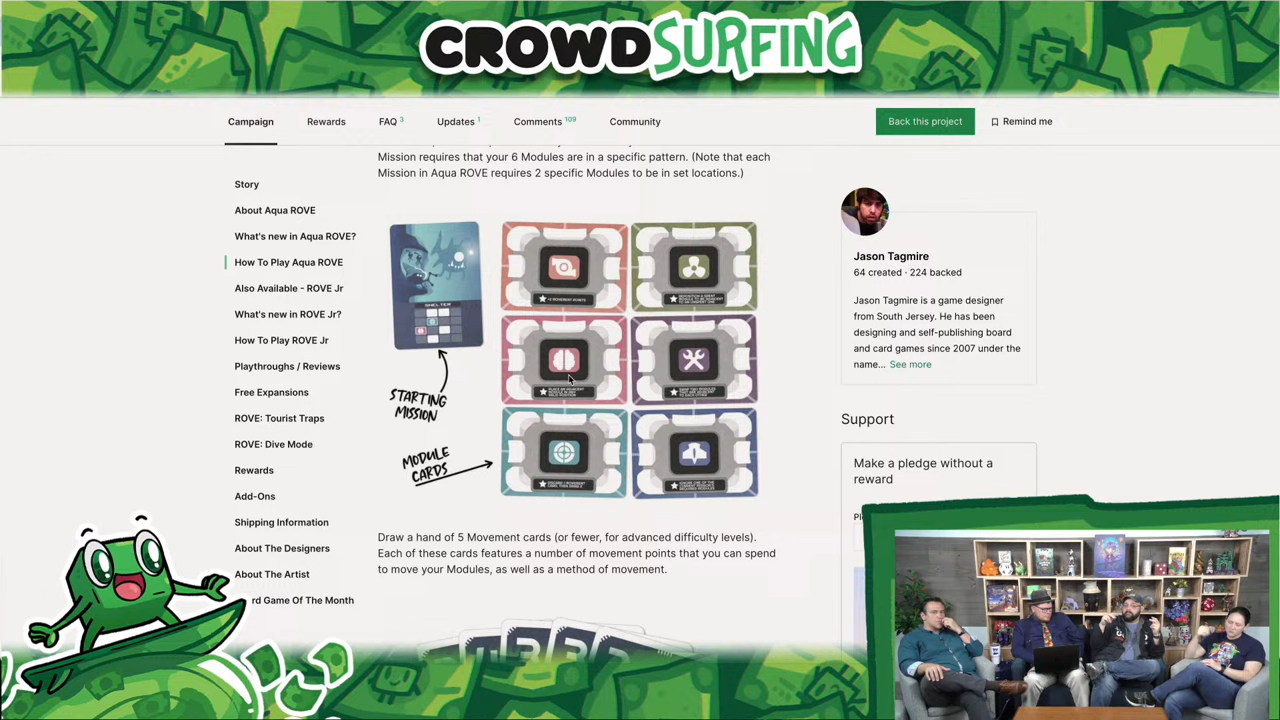 CROWDSURFING
Campaign
Rewards
FAQ 3
Updates 1
Comments 109
Community
Back this project
Remind me
Mission requires that your 6 Modules are in a specific pattern. (Note that each
Mission in Aqua ROVE requires 2 specific Modules to be in set locations.)
Story
About Aqua ROVE
What's new in Aqua ROVE?
How To Play Aqua ROVE
Also Available - ROVE Jr
What's new in ROVE Jr?
How To Play ROVE Jr
Playthroughs / Reviews
Free Expansions
ROVE: Tourist Traps
ROVE: Dive Mode
Rewards
Add-Ons
Shipping Information
About The Designers
About The Artist
rd Game Of The Month
SHELTER
STARTING
MISSION
MODULE
CARDS
Draw a hand of 5 Movement cards (or fewer, for advanced difficulty levels).
Each of these cards features a number of movement points that you can spend
to move your Modules, as well as a method of movement.
Jason Tagmire
64 created · 224 backed
Jason Tagmire is a game designer
from South Jersey. He has been
designing and self-publishing board
and card games since 2007 under the
name... See more
Support
Make a pledge without a
reward